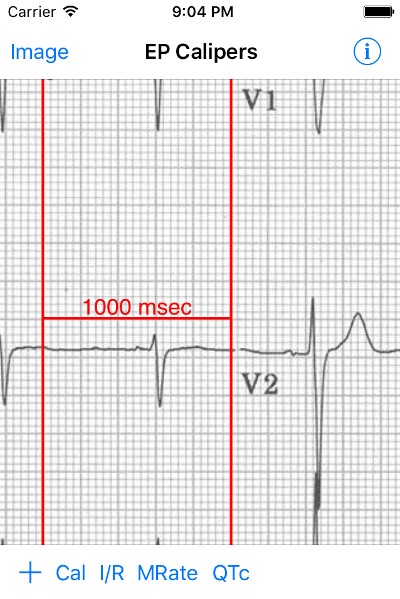 Carrier 9:04 PM
Image EP Calipers i
V1
1000 msec
V2
+ Cal I/R MRate QTc